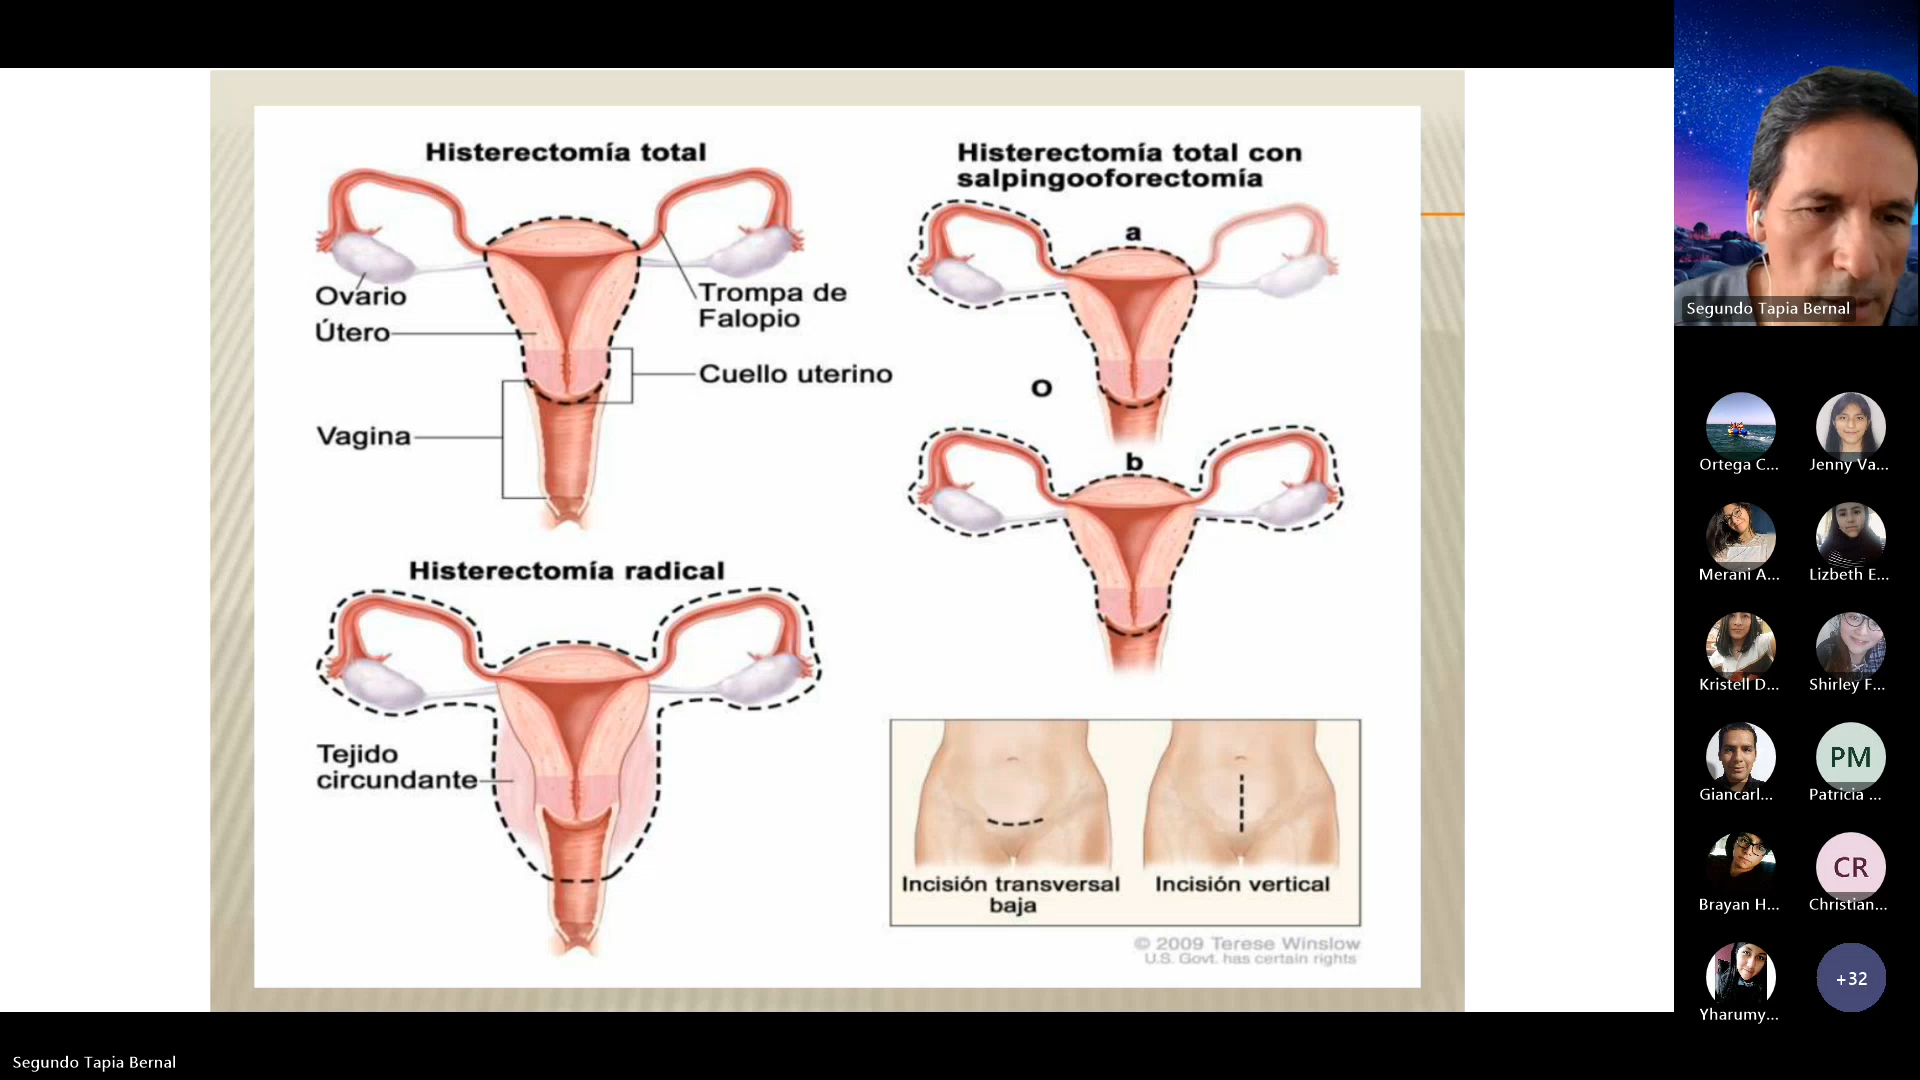 Histerectomía total
Ovario
Útero
Trompa de
Falopio
Cuello uterino
Vagina
Histerectomía total con
salpingooforectomía
a
O
b
Histerectomía radical
Tejido
circundante
Incisión transversal
baja
Incisión vertical
© 2009 Terese Winslow
U.S. Govt. has certain rights
Segundo Tapia Bernal
Ortega C...
Jenny Va...
Merani A...
Lizbeth E...
Kristell D...
Shirley F...
Giancarl...
PM
Patricia ...
Brayan H...
CR
Christian...
Yharumy...
+32
Segundo Tapia Bernal